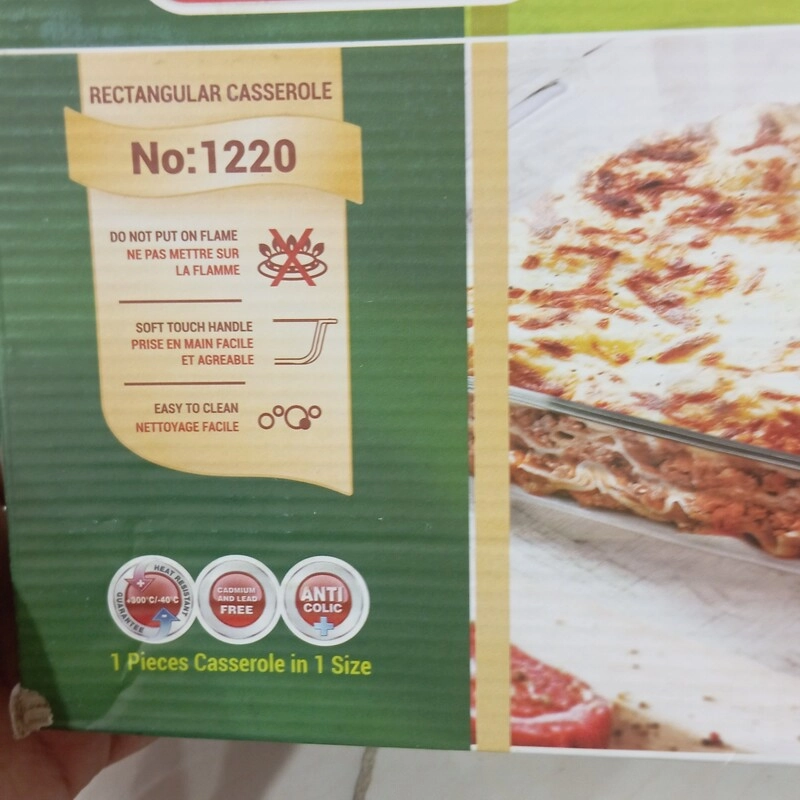 RECTANGULAR CASSEROLE
No:1220
DO NOT PUT ON FLAME
NE PAS METTRE SUR
LA FLAMME
SOFT TOUCH HANDLE
PRISE EN MAIN FACILE
ET AGREABLE
EASY TO CLEAN
NETTOYAGE FACILE
HEAT RESISTANT
+300°C/-40°C
GUARANTEE
CADMIUM
AND LEAD
FREE
ANTI
COLIC
1 Pieces Casserole in 1 Size